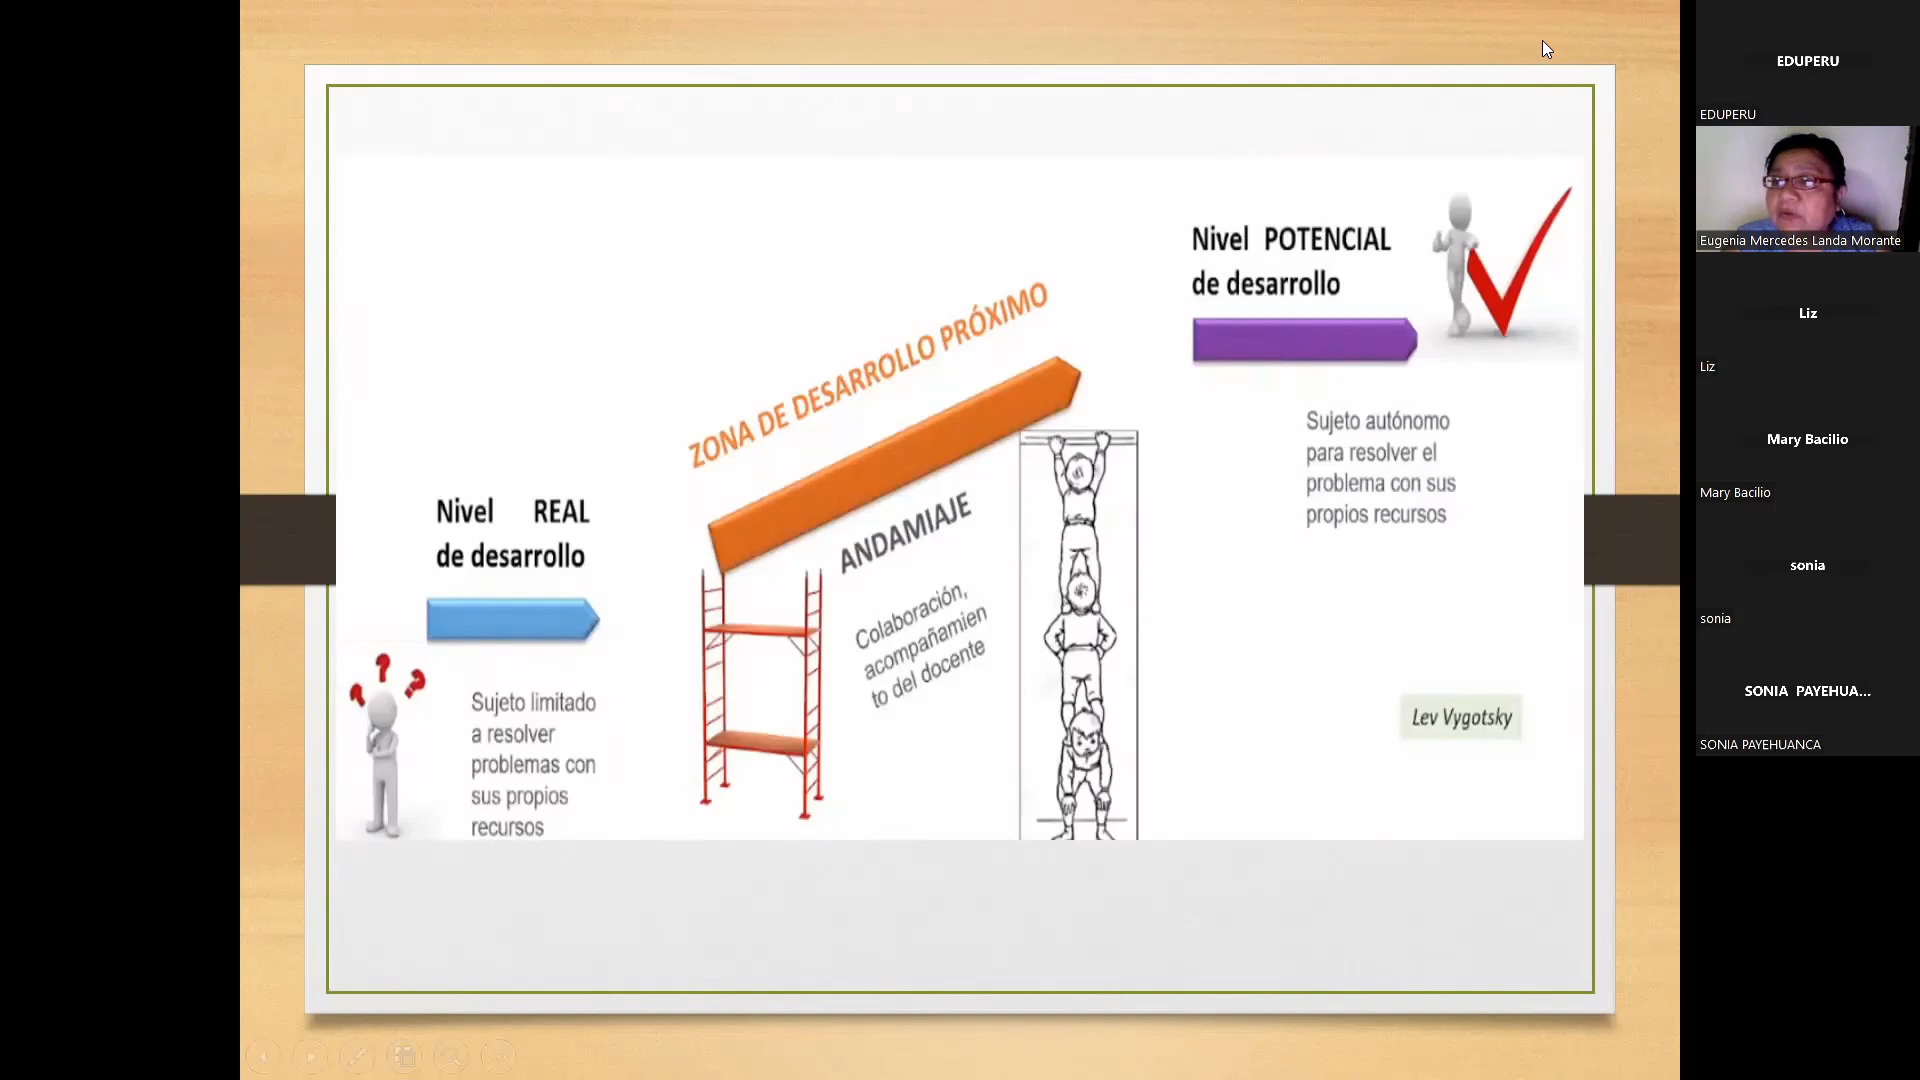 Nivel REAL
de desarrollo
Sujeto limitado
a resolver
problemas con
sus propios
recursos
ZONA DE DESARROLLO PRÓXIMO
ANDAMIAJE
Colaboración,
acompañamien
to del docente
Nivel POTENCIAL
de desarrollo
Sujeto autónomo
para resolver el
problema con sus
propios recursos
Lev Vygotsky
EDUPERU
EDUPERU
Eugenia Mercedes Landa Morante
Liz
Liz
Mary Bacilio
Mary Bacilio
sonia
sonia
SONIA PAYEHUA...
SONIA PAYEHUANCA